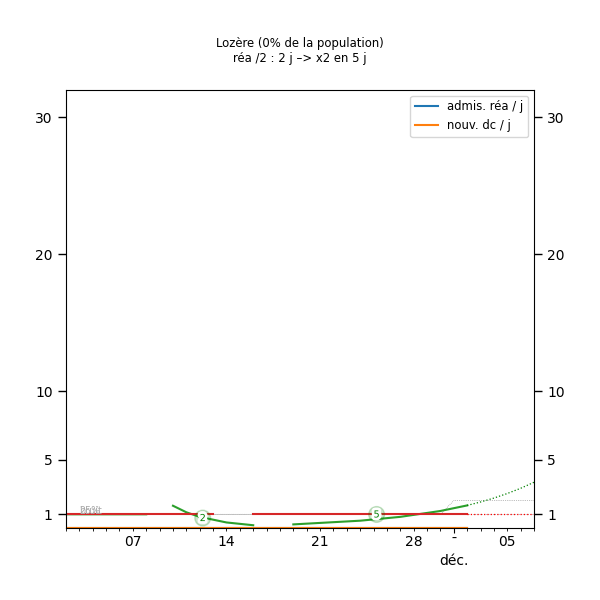 Lozère (0% de la population)
réa /2 : 2 j –> x2 en 5 j
admis. réa / j
nouv. dc / j
30 30
20 20
10 10
5 5
1 1
2 5
07 14 21 28 - 05
déc.